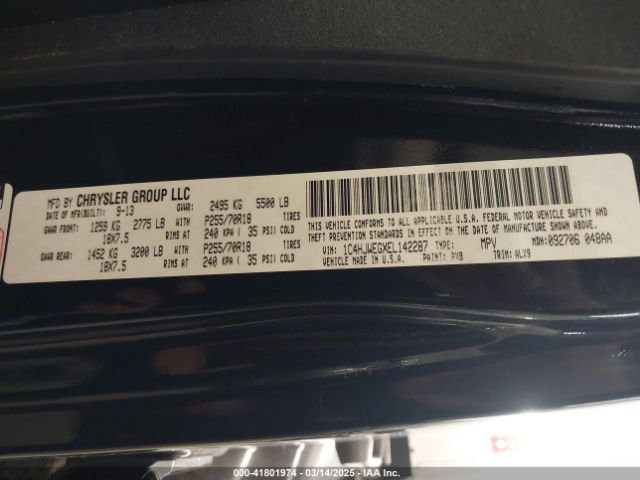 MFD BY CHRYSLER GROUP LLC
DATE OF MFR(BUILT): 9-13 GVWR: 2495 KG 5500 LB
GAWR FRONT: 1259 KG 2775 LB WITH P255/70R18 TIRES
18X7.5 RIMS AT 240 KPA ( 35 PSI) COLD
GAWR REAR: 1452 KG 3200 LB WITH P255/70R18 TIRES
18X7.5 RIMS AT 240 KPA ( 35 PSI) COLD
THIS VEHICLE CONFORMS TO ALL APPLICABLE U.S.A. FEDERAL MOTOR VEHICLE SAFETY AND
THEFT PREVENTION STANDARDS IN EFFECT ON THE DATE OF MANUFACTURE SHOWN ABOVE.
VIN: 1C4HJWEGXEL142287 TYPE: MPV MDH: 092706 048AA
VEHICLE MADE IN U.S.A. PAINT: PX8 TRIM: ALX9
000-41801974 - 03/14/2025 - IAA Inc.